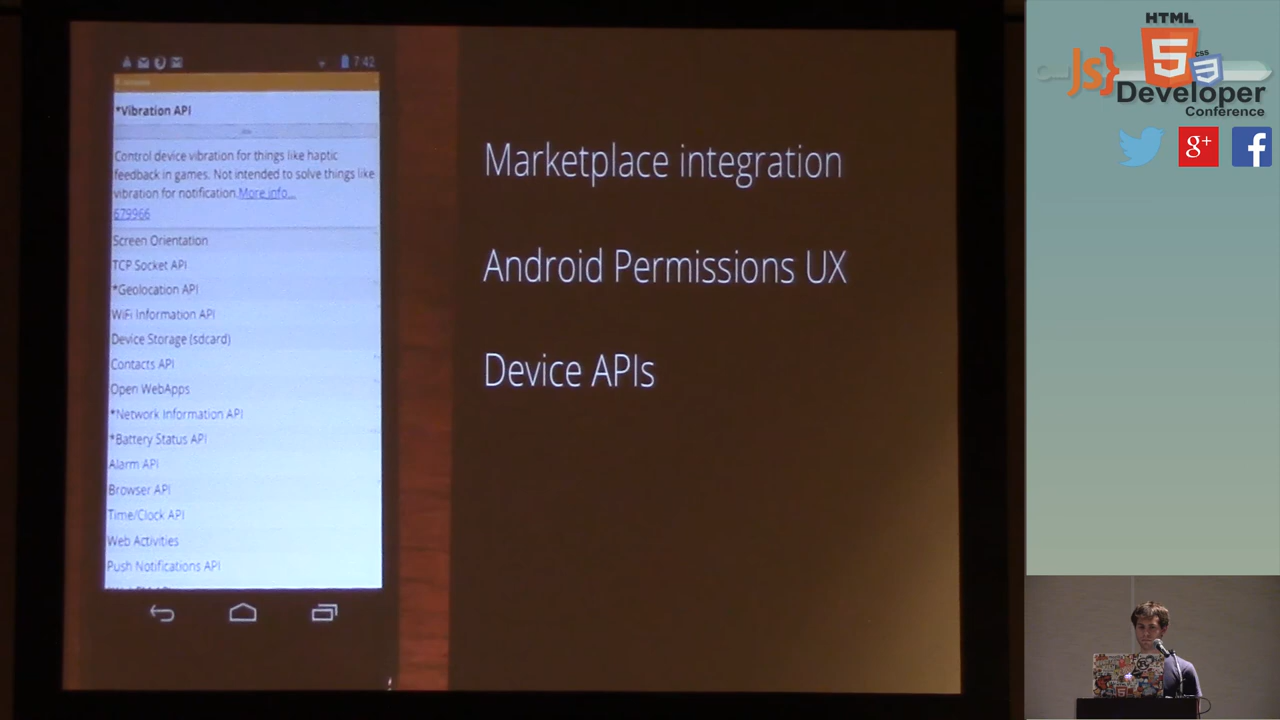 7:42
*Vibration API
Control device vibration for things like haptic
feedback in games. Not intended to solve things like
vibration for notification.More info...
679966
Screen Orientation
TCP Socket API
*Geolocation API
WiFi Information API
Device Storage (sdcard)
Contacts API
Open WebApps
*Network Information API
*Battery Status API
Alarm API
Browser API
Time/Clock API
Web Activities
Push Notifications API
Marketplace integration
Android Permissions UX
Device APIs
HTML
JS}
5
css
3
Developer
Conference
g+
f